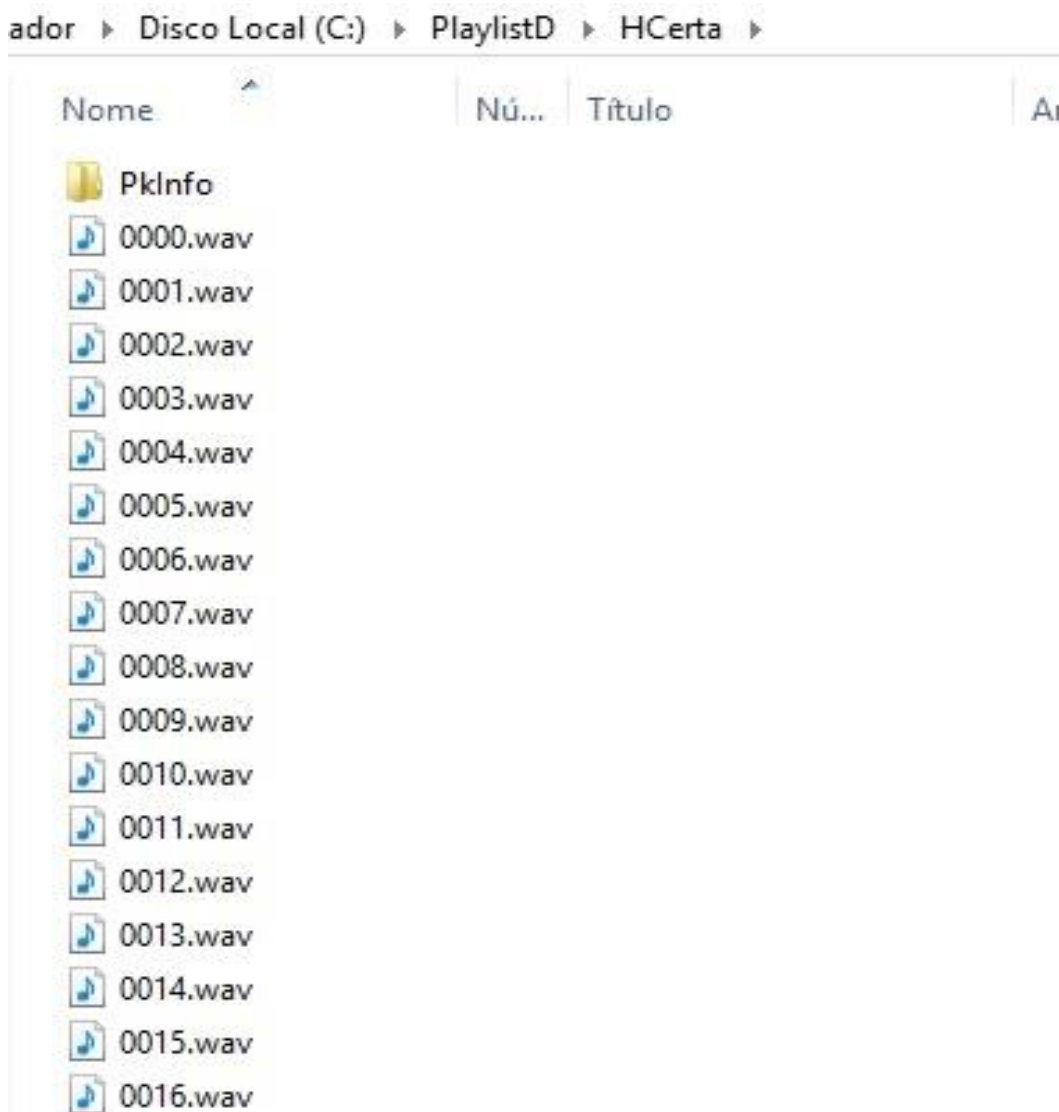 ador Disco Local (C:) PlaylistD HCerta
Nome Nú... Título
PkInfo
0000.wav
0001.wav
0002.wav
0003.wav
0004.wav
0005.wav
0006.wav
0007.wav
0008.wav
0009.wav
0010.wav
0011.wav
0012.wav
0013.wav
0014.wav
0015.wav
0016.wav